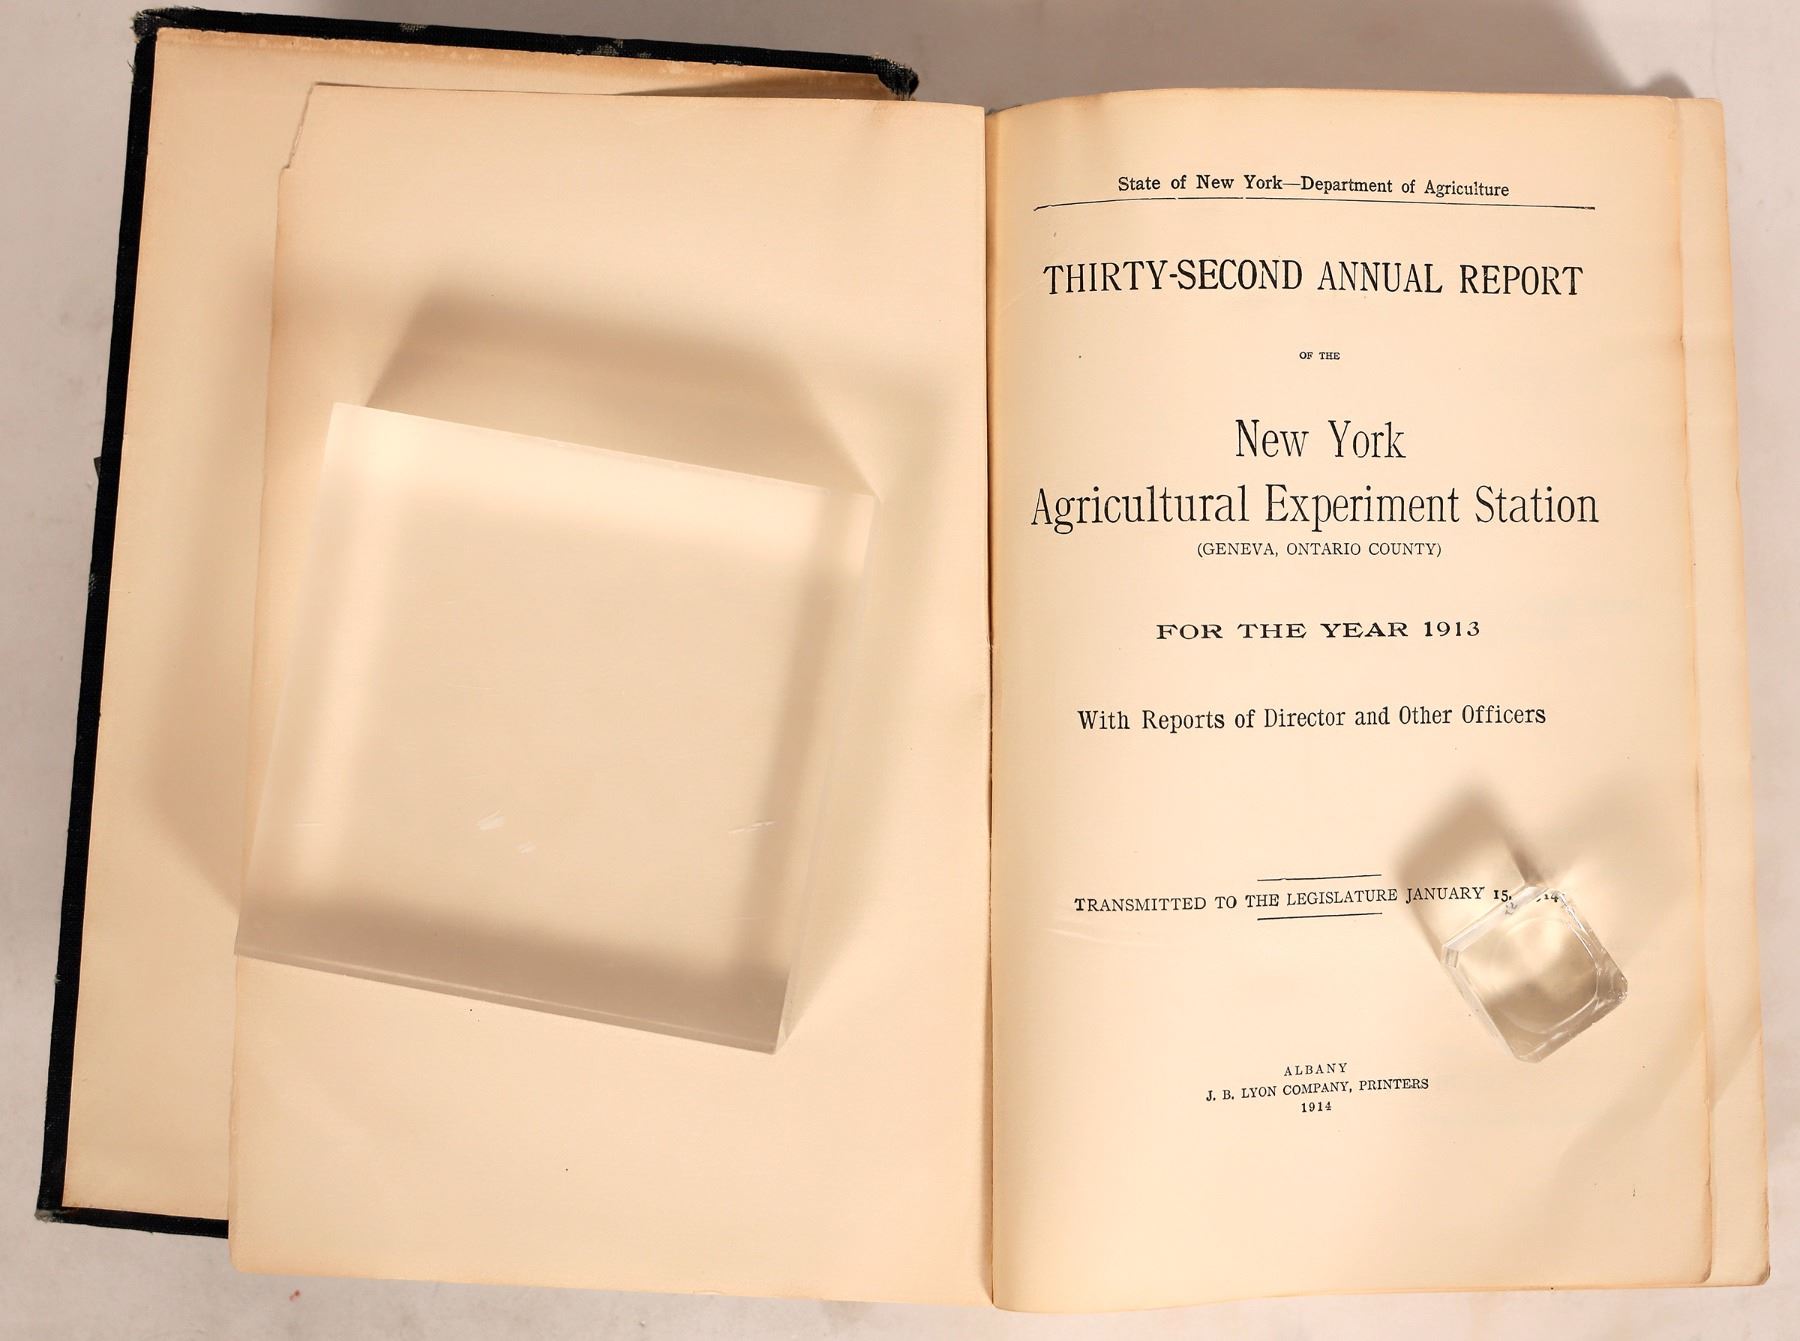 State of New York—Department of Agriculture
THIRTY-SECOND ANNUAL REPORT
OF THE
New York
Agricultural Experiment Station
(GENEVA, ONTARIO COUNTY)
FOR THE YEAR 1913
With Reports of Director and Other Officers
TRANSMITTED TO THE LEGISLATURE JANUARY 15,
ALBANY
J. B. LYON COMPANY, PRINTERS
1914